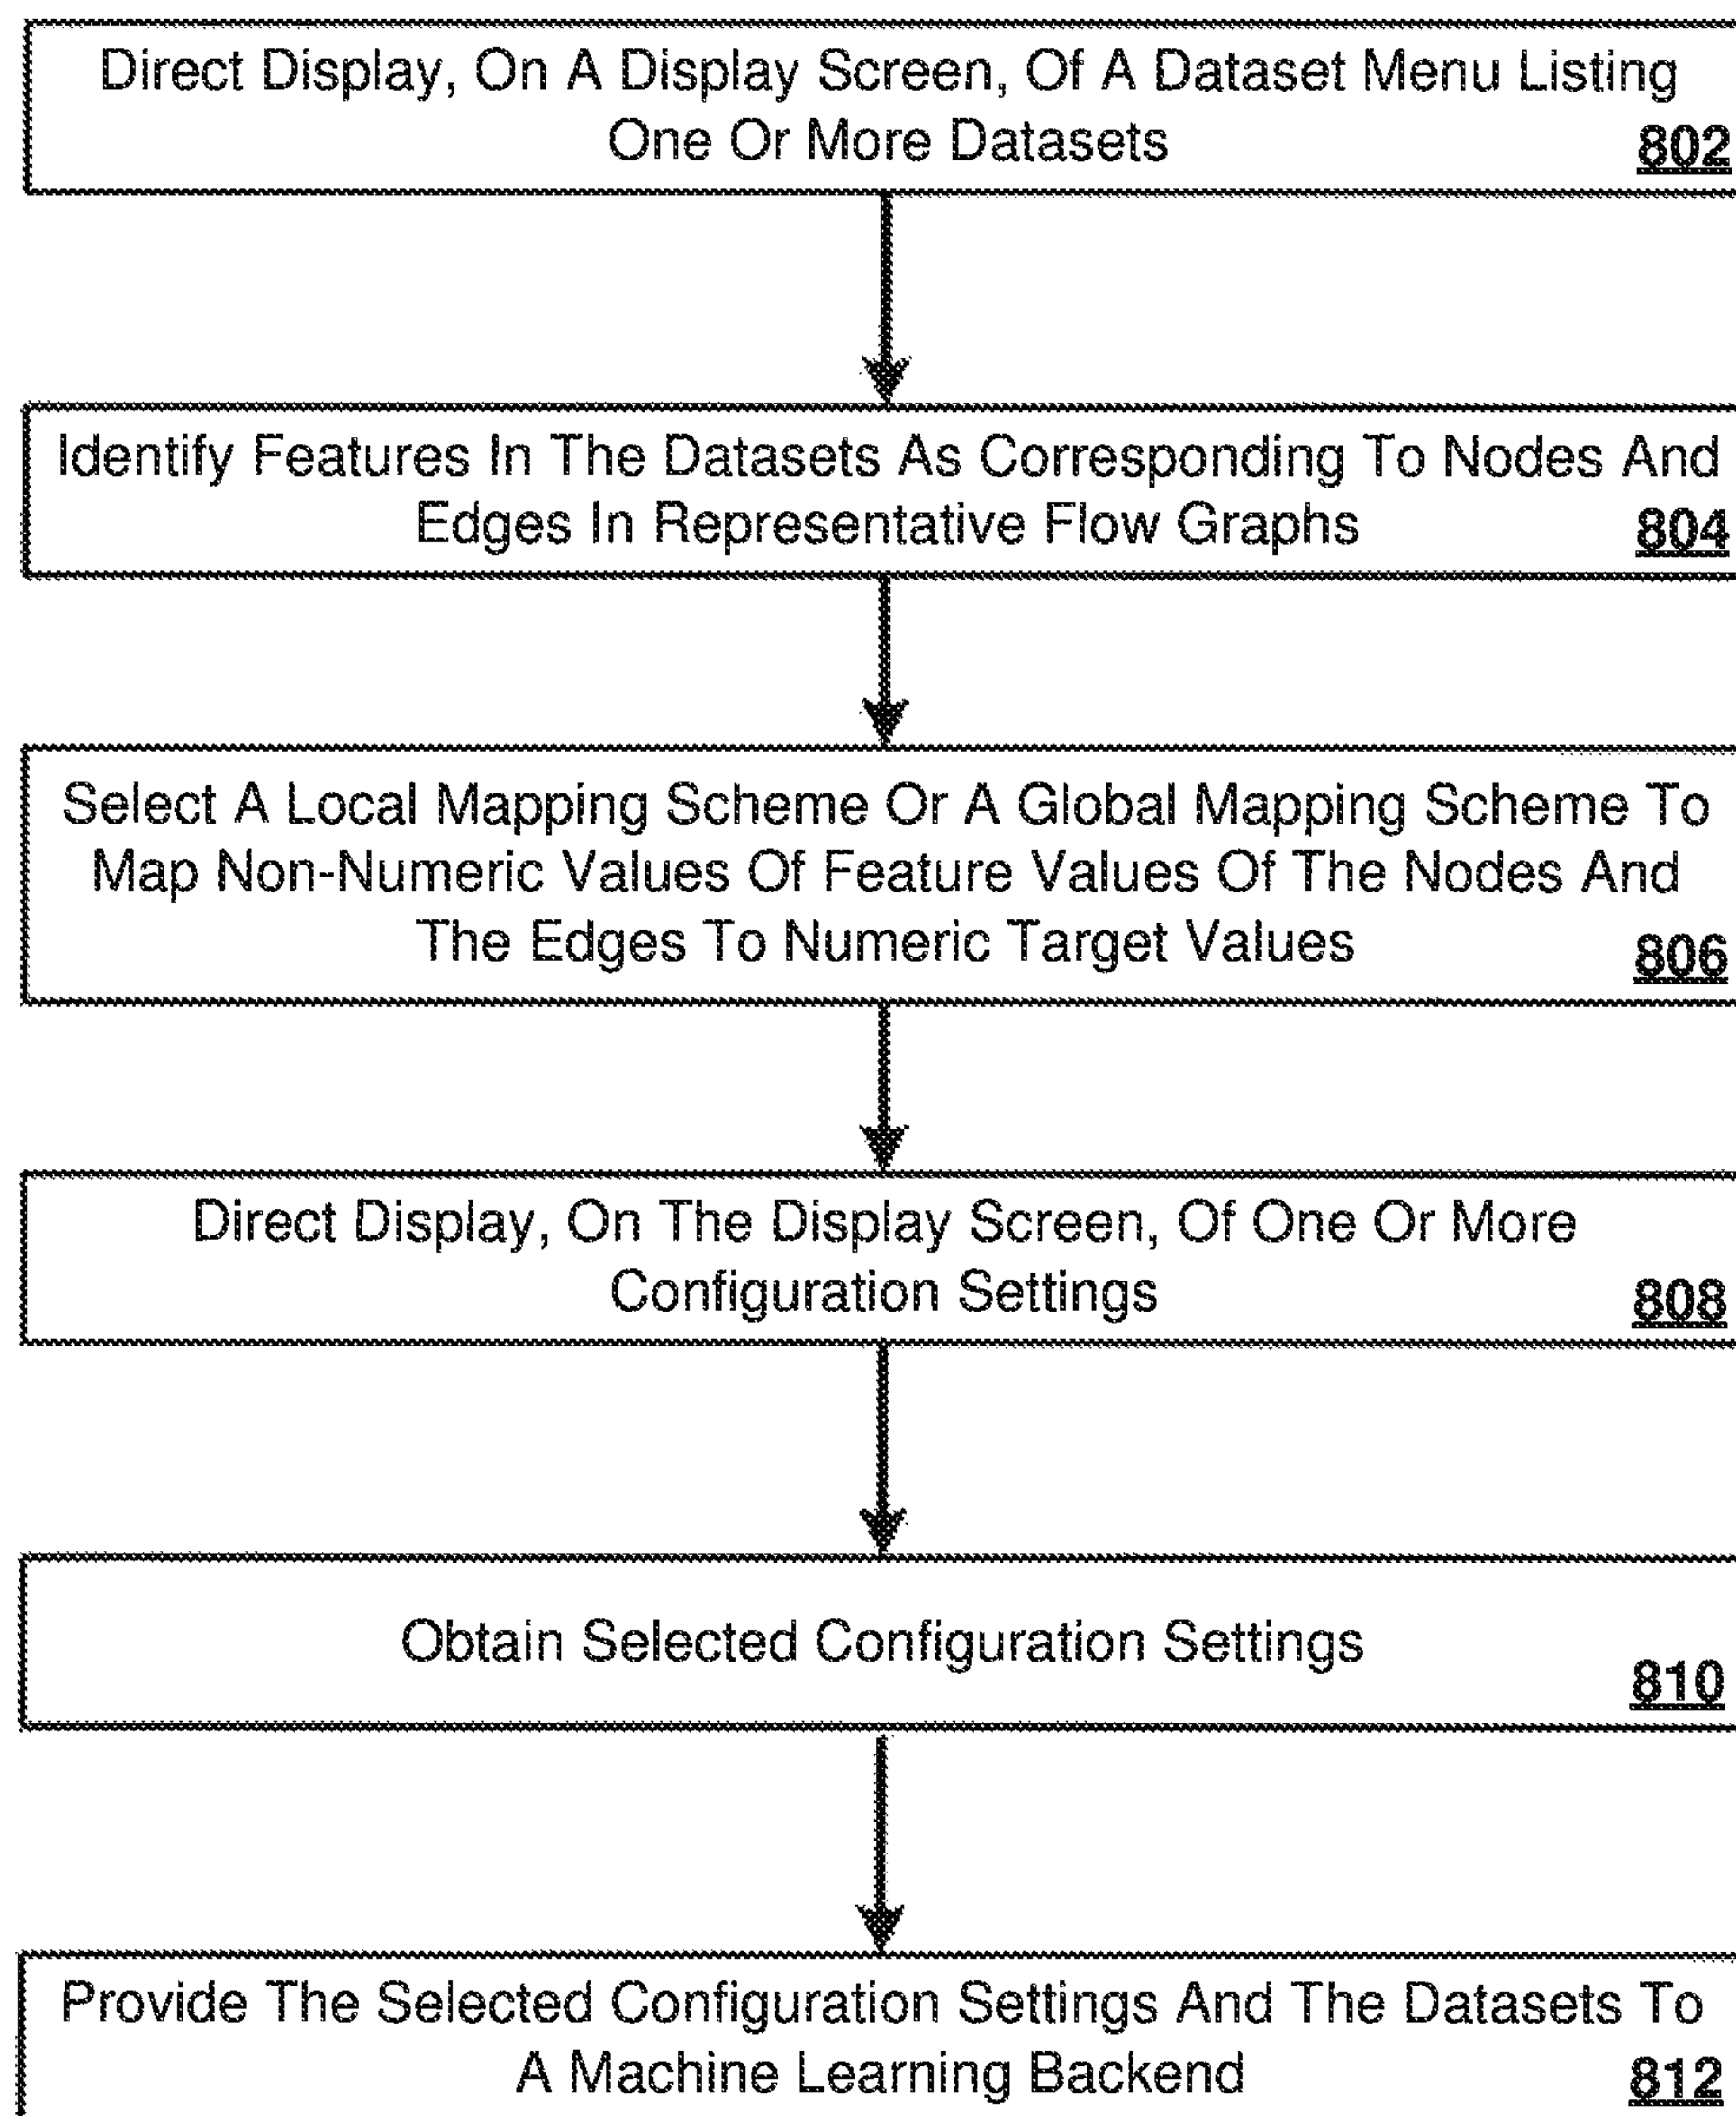 Direct Display, On A Display Screen, Of A Dataset Menu Listing
One Or More Datasets
802
Identify Features In The Datasets As Corresponding To Nodes And
Edges In Representative Flow Graphs
804
Select A Local Mapping Scheme Or A Global Mapping Scheme To
Map Non-Numeric Values Of Feature Values Of The Nodes And
The Edges To Numeric Target Values
806
Direct Display, On The Display Screen, Of One Or More
Configuration Settings
808
Obtain Selected Configuration Settings
810
Provide The Selected Configuration Settings And The Datasets To
A Machine Learning Backend
812